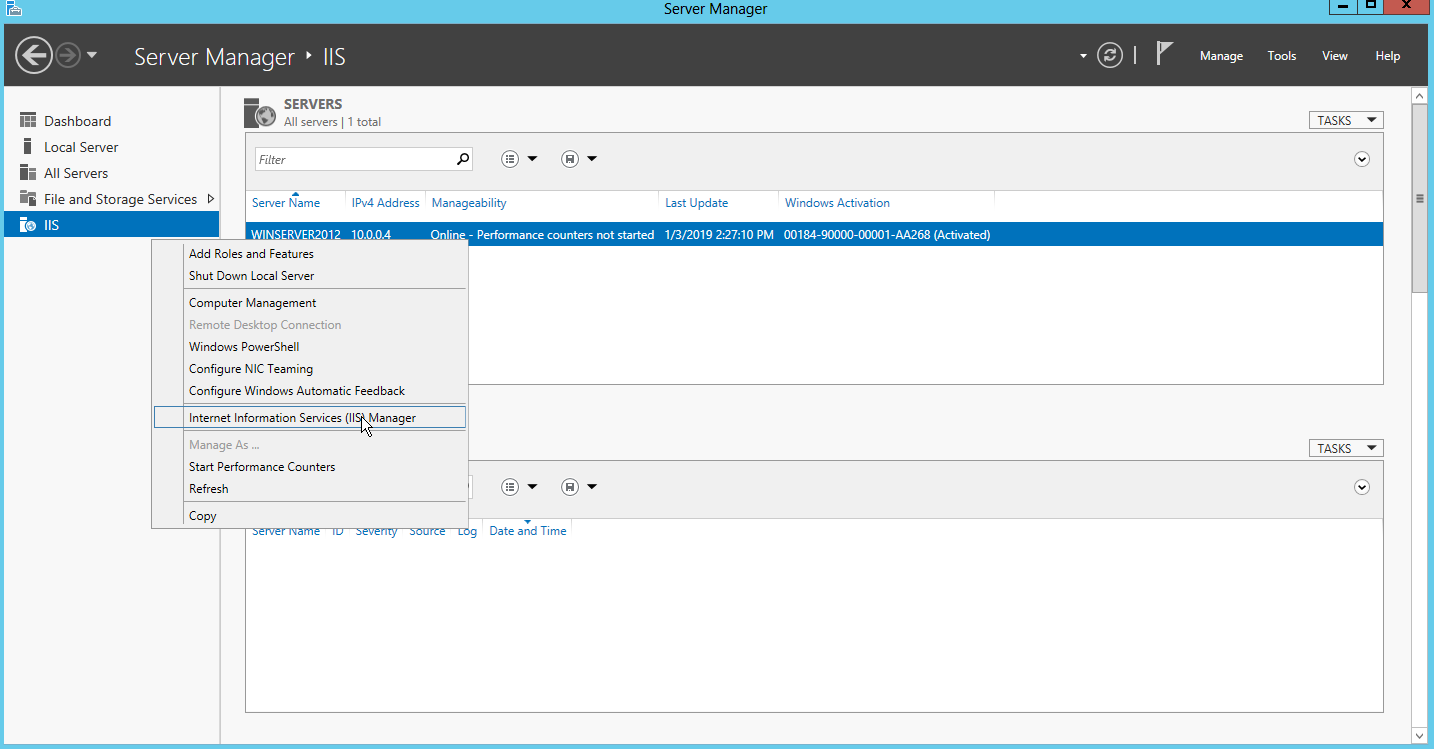 Server Manager
Server Manager ‣ IIS
Manage Tools View Help
Dashboard
Local Server
All Servers
File and Storage Services
IIS
SERVERS
All servers | 1 total
TASKS
Filter
Server Name IPv4 Address Manageability Last Update Windows Activation
WINSERVER2012 10.0.0.4 Online - Performance counters not started 1/3/2019 2:27:10 PM 00184-90000-00001-AA268 (Activated)
Add Roles and Features
Shut Down Local Server
Computer Management
Remote Desktop Connection
Windows PowerShell
Configure NIC Teaming
Configure Windows Automatic Feedback
Internet Information Services (IIS) Manager
Manage As ...
Start Performance Counters
Refresh
Copy
TASKS
Server Name ID Severity Source Log Date and Time